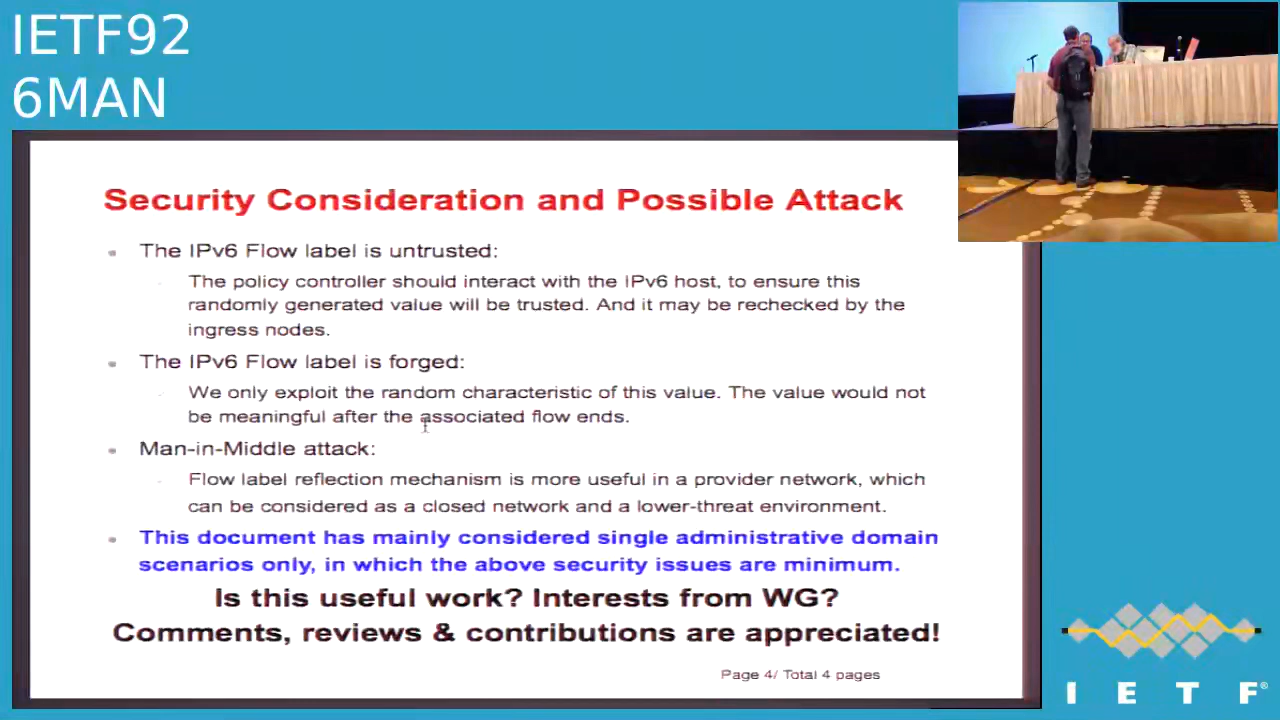 IETF92
6MAN
Security Consideration and Possible Attack
The IPv6 Flow label is untrusted:
The policy controller should interact with the IPv6 host, to ensure this
randomly generated value will be trusted. And it may be rechecked by the
ingress nodes.
The IPv6 Flow label is forged:
We only exploit the random characteristic of this value. The value would not
be meaningful after the associated flow ends.
Man-in-Middle attack:
Flow label reflection mechanism is more useful in a provider network, which
can be considered as a closed network and a lower-threat environment.
This document has mainly considered single administrative domain
scenarios only, in which the above security issues are minimum.
Is this useful work? Interests from WG?
Comments, reviews & contributions are appreciated!
Page 4/ Total 4 pages
I E T F®